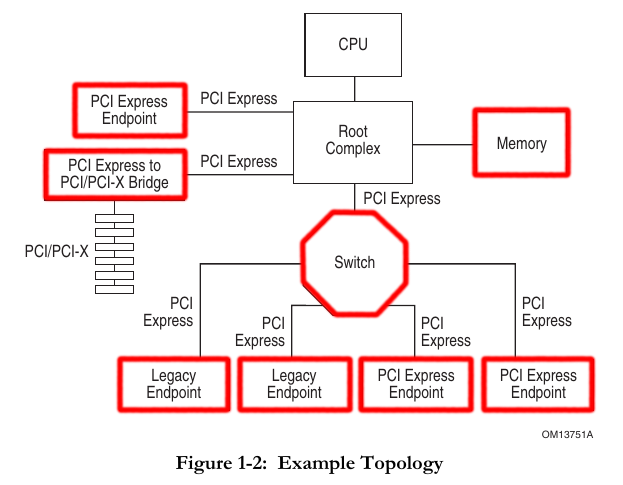 CPU
PCI Express
Endpoint
PCI Express
Root
Complex
Memory
PCI Express to
PCI/PCI-X Bridge
PCI Express
PCI Express
PCI/PCI-X
Switch
PCI
Express
PCI
Express
PCI
Express
PCI
Express
Legacy
Endpoint
Legacy
Endpoint
PCI Express
Endpoint
PCI Express
Endpoint
OM13751A
Figure 1-2: Example Topology